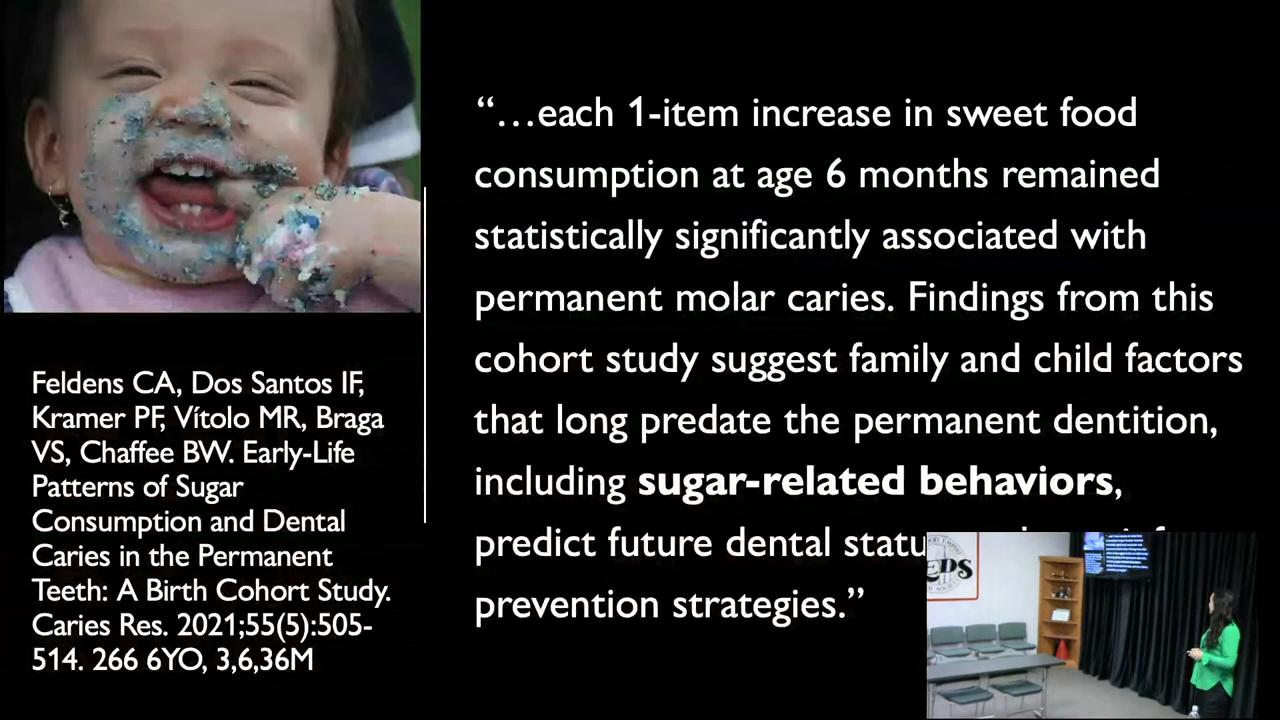 “…each 1-item increase in sweet food
consumption at age 6 months remained
statistically significantly associated with
permanent molar caries. Findings from this
cohort study suggest family and child factors
that long predate the permanent dentition,
including sugar-related behaviors,
predict future dental statu
prevention strategies.”
Feldens CA, Dos Santos IF,
Kramer PF, Vítolo MR, Braga
VS, Chaffee BW. Early-Life
Patterns of Sugar
Consumption and Dental
Caries in the Permanent
Teeth: A Birth Cohort Study.
Caries Res. 2021;55(5):505-
514. 266 6YO, 3,6,36M